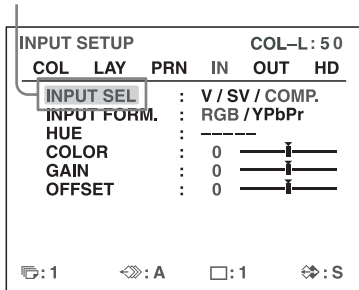 INPUT SETUP COL–L: 50
COL LAY PRN IN OUT HD
INPUT SEL : V / SV / COMP.
INPUT FORM. : RGB / YPbPr
HUE : –––––
COLOR : 0
GAIN : 0
OFFSET : 0
: 1 : A : 1 : S